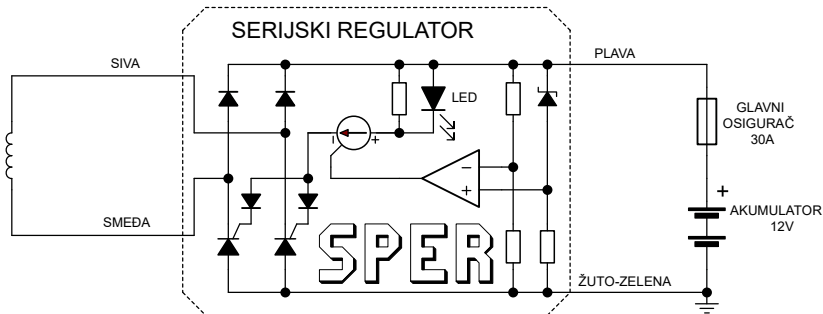 SERIJSKI REGULATOR
SIVA
PLAVA
LED
GLAVNI
OSIGURAČ
30A
- +
−
+
+
AKUMULATOR
12V
SMEĐA
SPER
ŽUTO-ZELENA